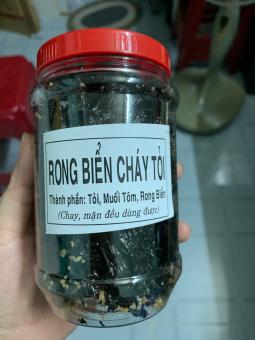 RONG BIỂN CHÁY TỎI
Thành phần: Tỏi, Muối Tôm, Rong Biển
(Chay, mặn đều dùng được)